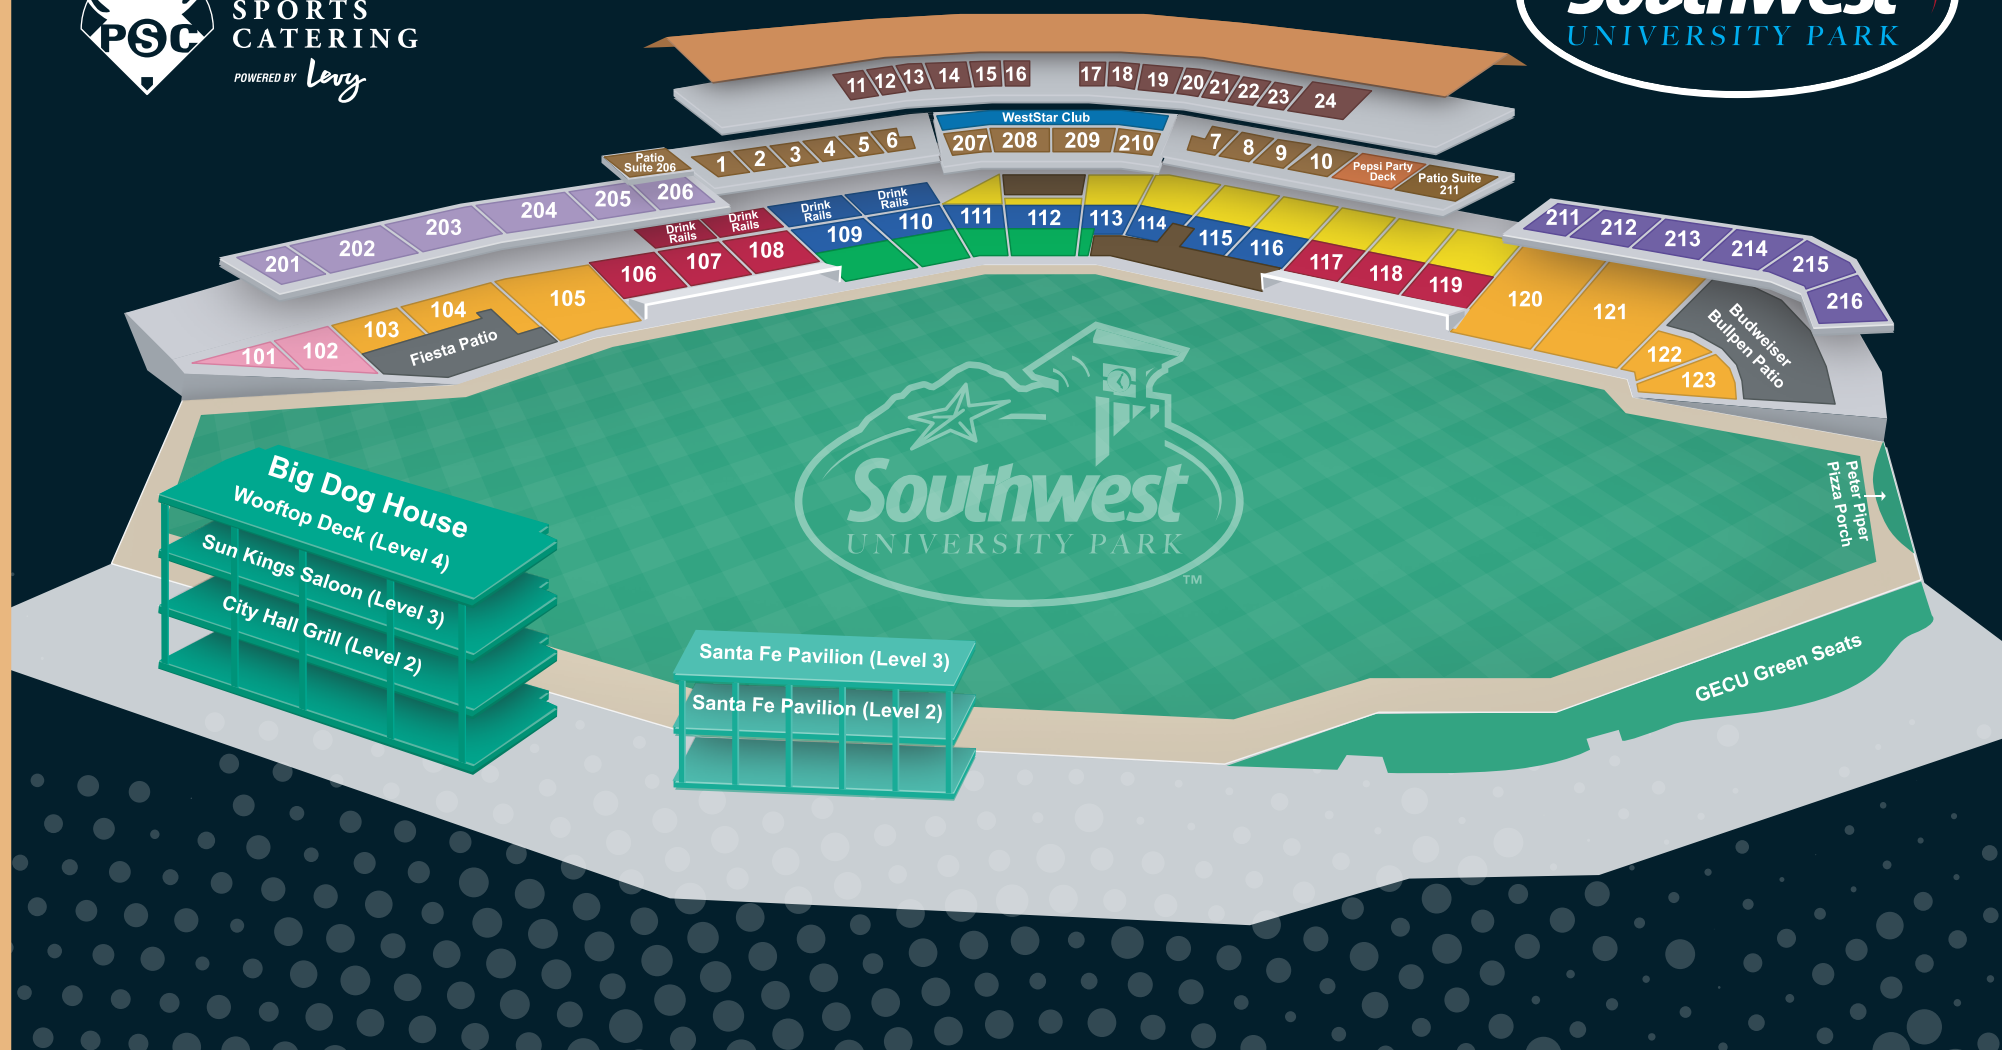 SPORTS
CATERING
PSC
POWERED BY Levy
Southwest
UNIVERSITY PARK
11 12 13 14 15 16
17 18 19 20 21 22 23 24
WestStar Club
207 208 209 210
Patio
Suite 206
1 2 3 4 5 6
7 8 9 10
Pepsi Party
Deck
Patio Suite
211
201 202 203 204 205 206
211 212 213 214 215 216
Drink
Rails
Drink
Rails
Drink
Rails
Drink
Rails
101 102 103 104 105 106 107 108 109 110 111 112 113 114 115 116 117 118 119 120 121 122 123
Fiesta Patio
Budweiser
Bullpen Patio
Southwest
UNIVERSITY PARK
TM
Peter Piper
Pizza Porch
Big Dog House
Wooftop Deck (Level 4)
Sun Kings Saloon (Level 3)
City Hall Grill (Level 2)
Santa Fe Pavilion (Level 3)
Santa Fe Pavilion (Level 2)
GECU Green Seats